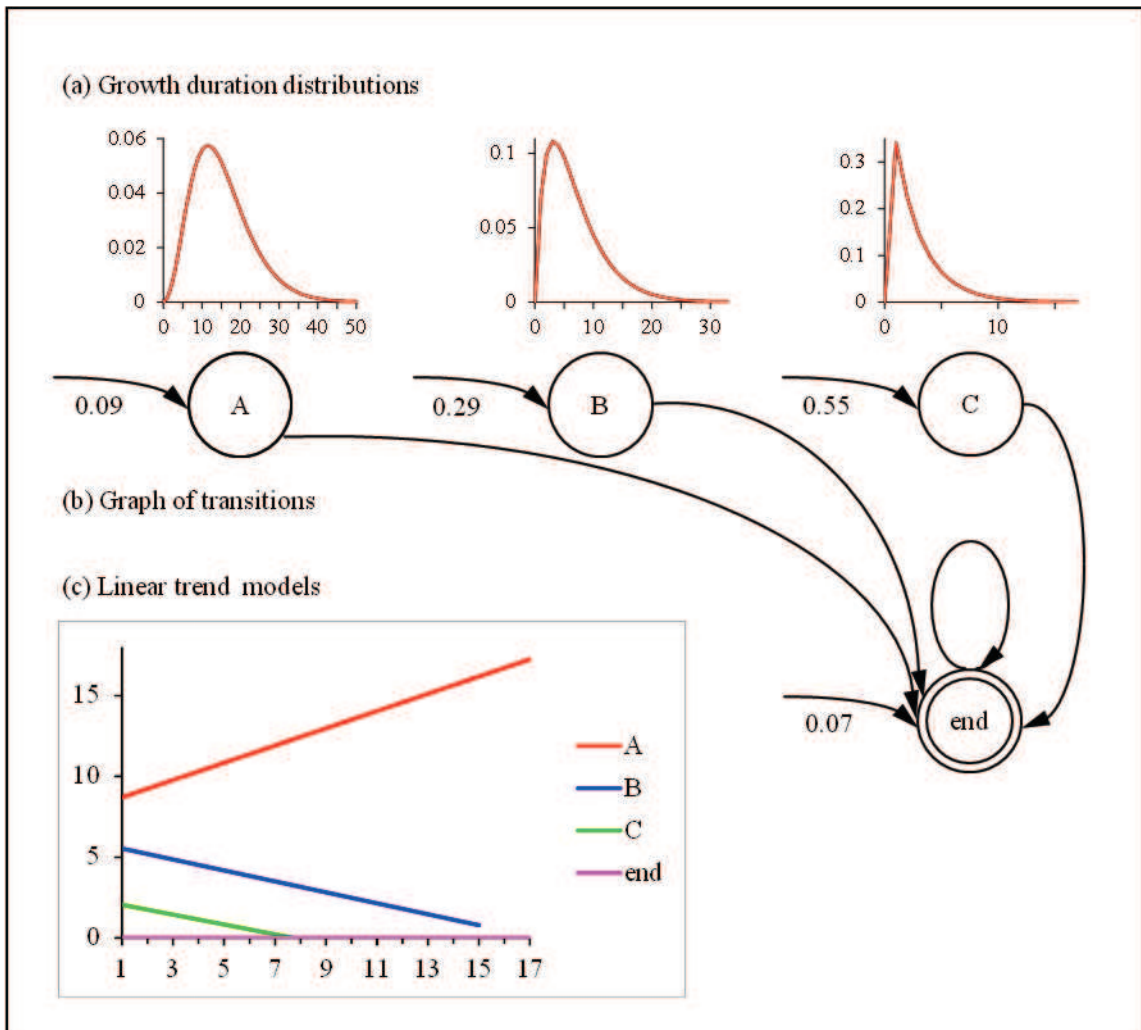 (a) Growth duration distributions
0.06
0.04
0.02
0
0 10 20 30 40 50
0.1
0.05
0
0 10 20 30
0.3
0.2
0.1
0
0 10
0.09
A
0.29
B
0.55
C
(b) Graph of transitions
(c) Linear trend models
15
10
5
0
1 3 5 7 9 11 13 15 17
A
B
C
end
0.07
end